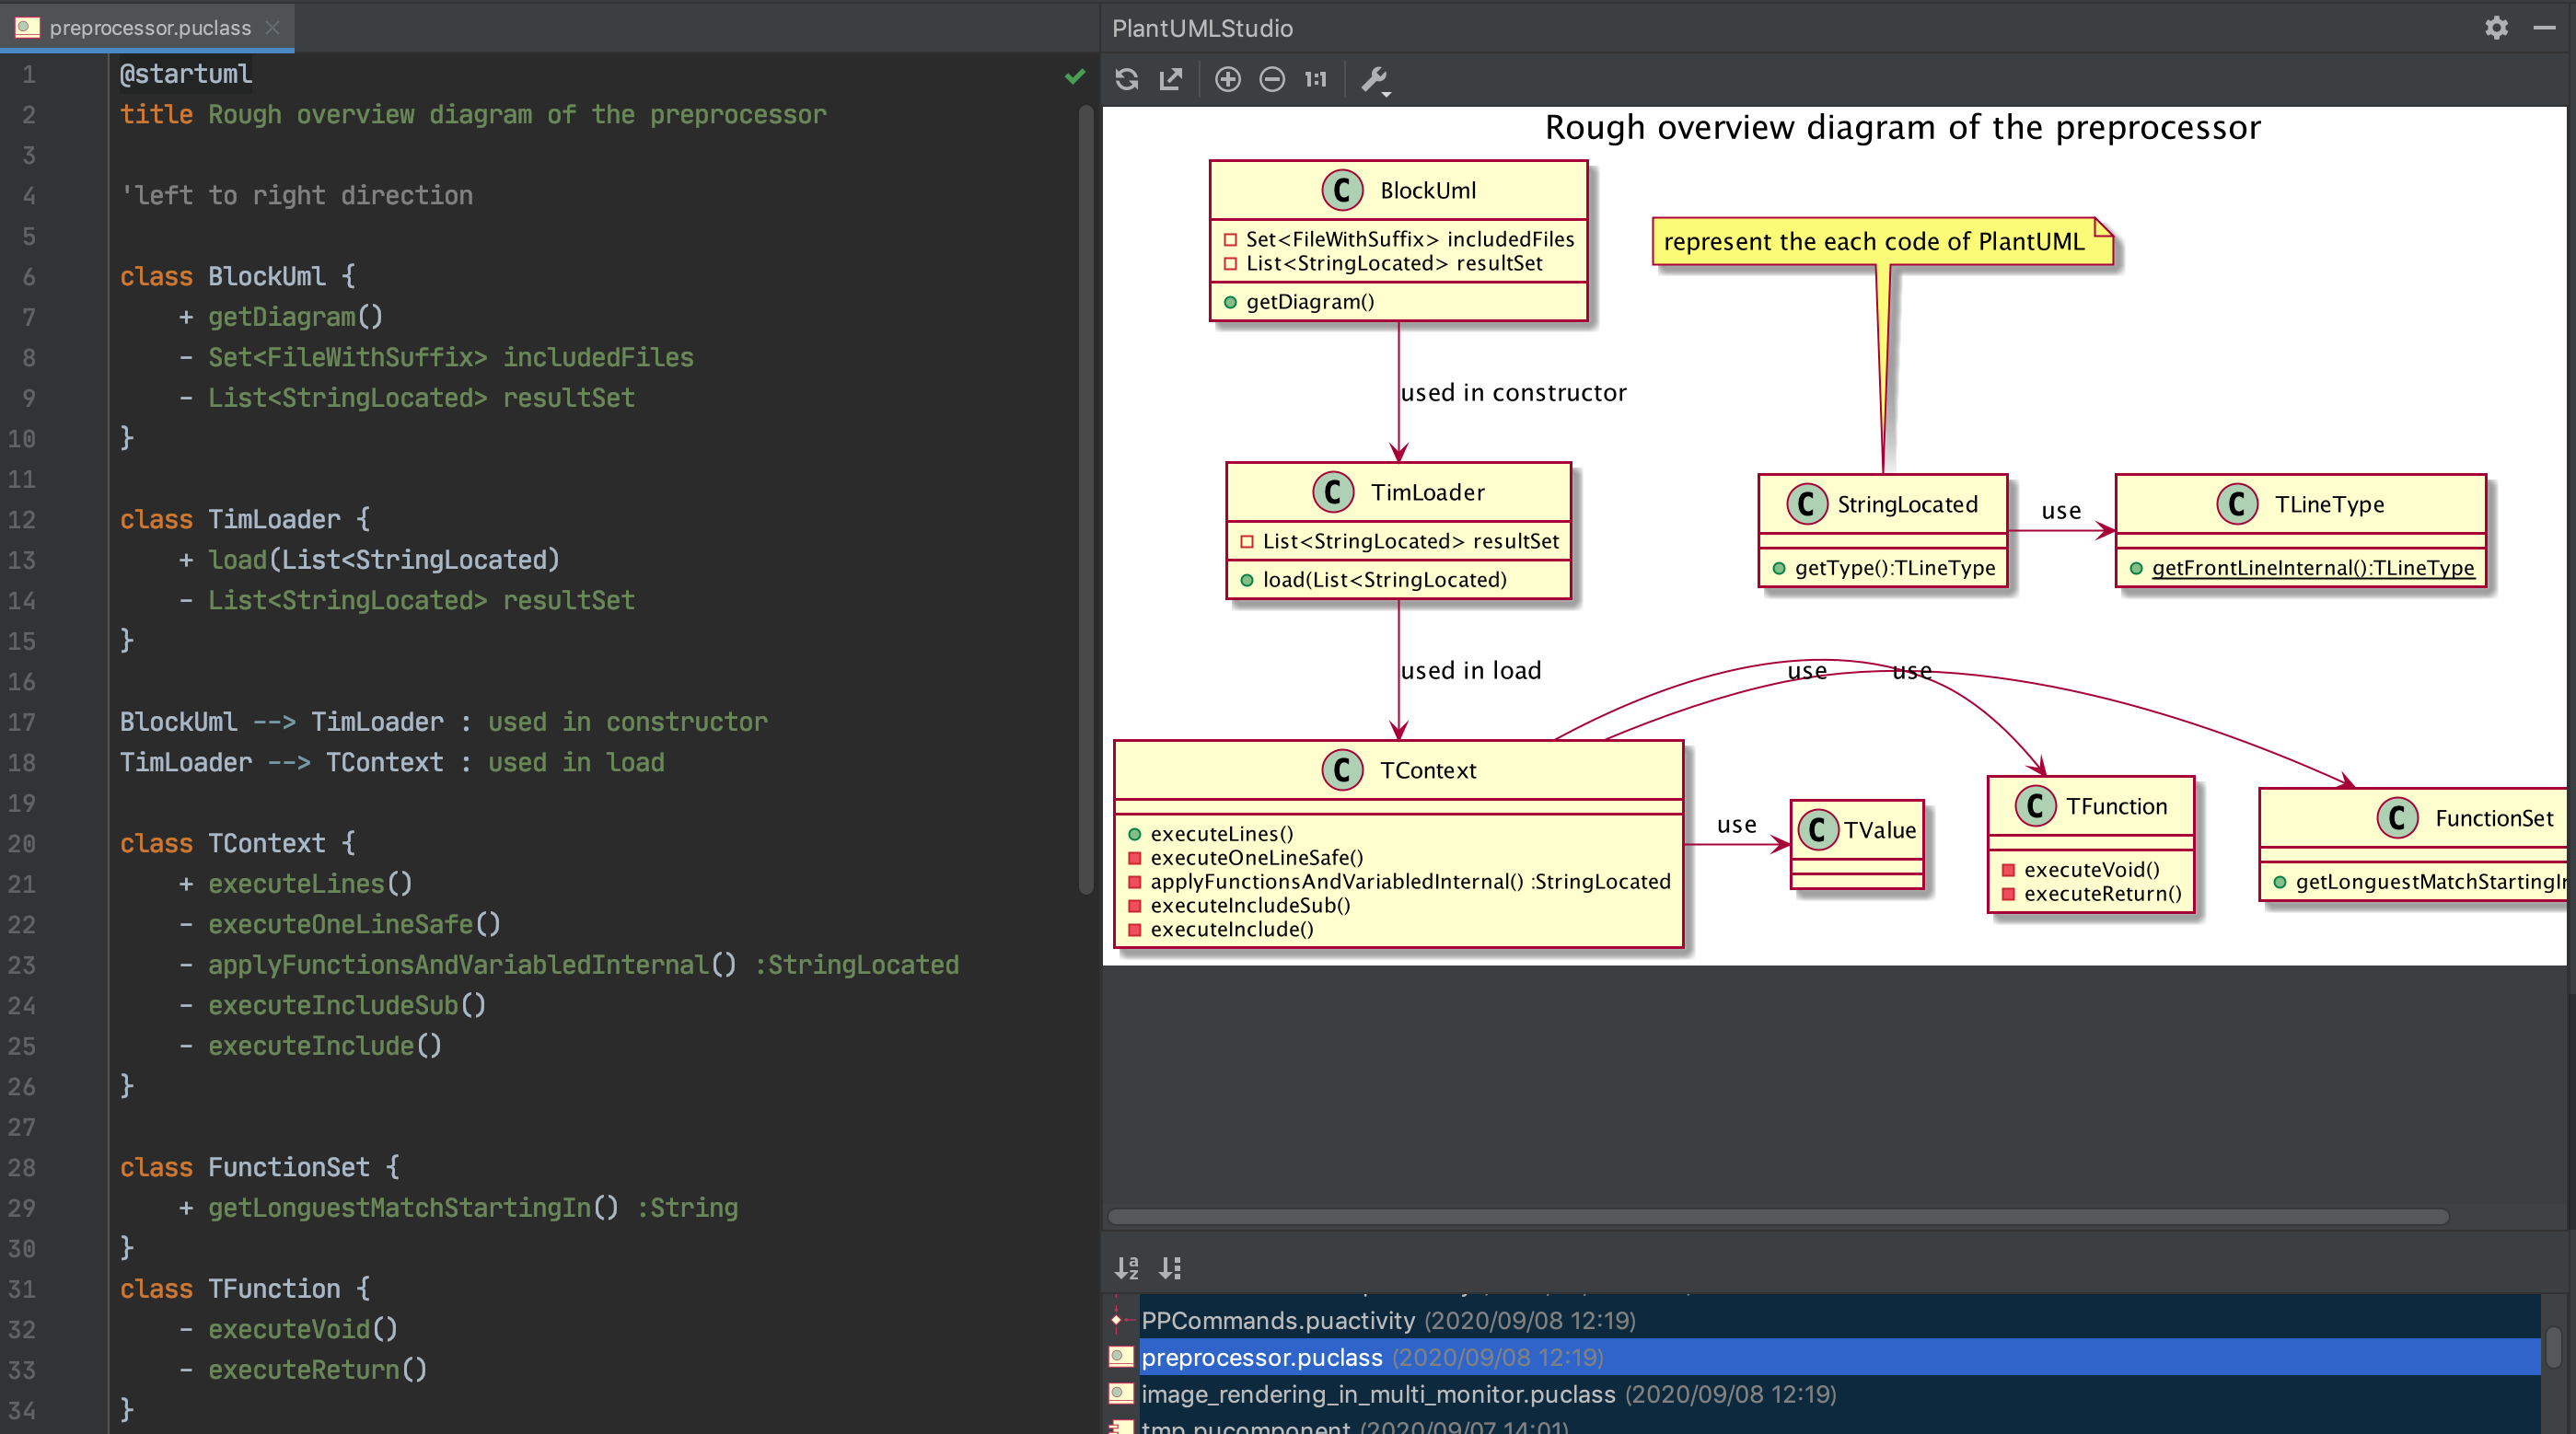 preprocessor.puclass
1 @startuml
2 title Rough overview diagram of the preprocessor
3
4 'left to right direction
5
6 class BlockUml {
7 + getDiagram()
8 - Set<FileWithSuffix> includedFiles
9 - List<StringLocated> resultSet
10 }
11
12 class TimLoader {
13 + load(List<StringLocated)
14 - List<StringLocated> resultSet
15 }
16
17 BlockUml --> TimLoader : used in constructor
18 TimLoader --> TContext : used in load
19
20 class TContext {
21 + executeLines()
22 - executeOneLineSafe()
23 - applyFunctionsAndVariabledInternal() :StringLocated
24 - executeIncludeSub()
25 - executeInclude()
26 }
27
28 class FunctionSet {
29 + getLonguestMatchStartingIn() :String
30 }
31 class TFunction {
32 - executeVoid()
33 - executeReturn()
34 }
PlantUMLStudio
1:1
Rough overview diagram of the preprocessor
C BlockUml
Set<FileWithSuffix> includedFiles
List<StringLocated> resultSet
getDiagram()
represent the each code of PlantUML
used in constructor
C TimLoader
List<StringLocated> resultSet
load(List<StringLocated)
C StringLocated
getType():TLineType
use
C TLineType
getFrontLineInternal():TLineType
used in load
use
use
C TContext
executeLines()
executeOneLineSafe()
applyFunctionsAndVariabledInternal() :StringLocated
executeIncludeSub()
executeInclude()
use
C TValue
C TFunction
executeVoid()
executeReturn()
C FunctionSet
getLonguestMatchStartingIn
a
z
PPCommands.puactivity (2020/09/08 12:19)
preprocessor.puclass (2020/09/08 12:19)
image_rendering_in_multi_monitor.puclass (2020/09/08 12:19)
tmp.pucomponent (2020/09/07 14:01)